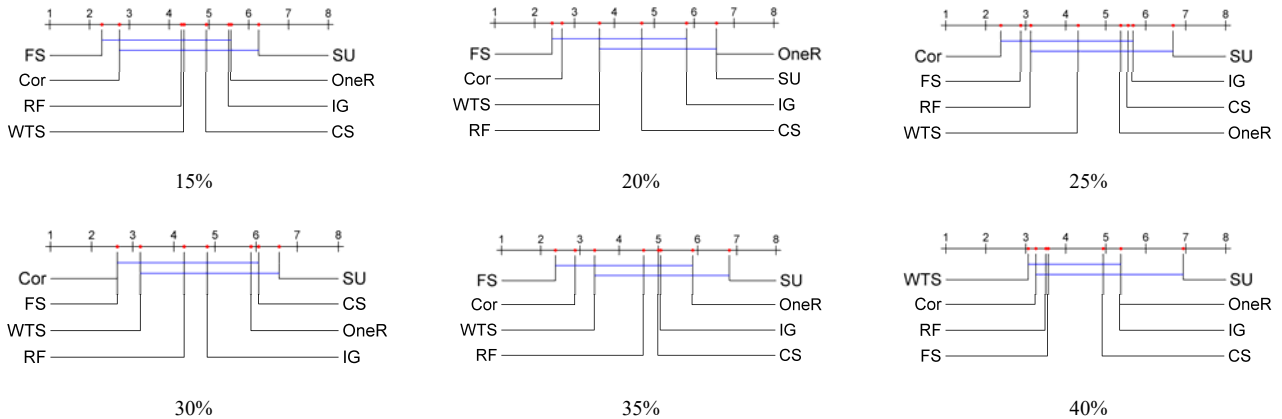 1 2 3 4 5 6 7 8
FS SU
Cor OneR
RF IG
WTS CS
15%
1 2 3 4 5 6 7 8
FS OneR
Cor SU
WTS IG
RF CS
20%
1 2 3 4 5 6 7 8
Cor SU
FS IG
RF CS
WTS OneR
25%
1 2 3 4 5 6 7 8
Cor SU
FS CS
WTS OneR
RF IG
30%
1 2 3 4 5 6 7 8
FS SU
Cor OneR
WTS IG
RF CS
35%
1 2 3 4 5 6 7 8
WTS SU
Cor OneR
RF IG
FS CS
40%